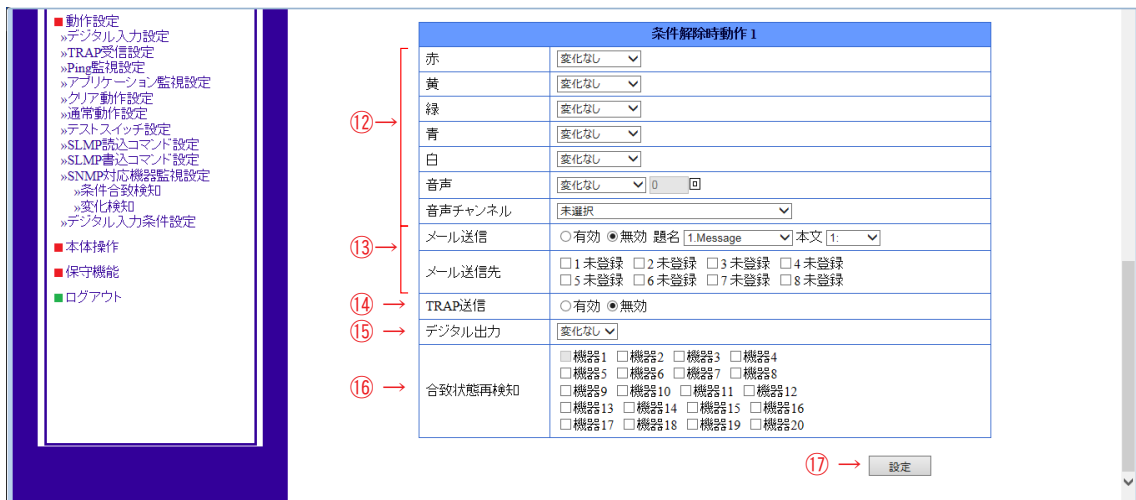 ■動作設定
»デジタル入力設定
»TRAP受信設定
»Ping監視設定
»アプリケーション監視設定
»クリア動作設定
»通常動作設定
»テストスイッチ設定
»SLMP読込コマンド設定
»SLMP書込コマンド設定
»SNMP対応機器監視設定
»条件合致検知
»変化検知
»デジタル入力条件設定
■本体操作
■保守機能
■ログアウト
条件解除時動作 1
赤 変化なし
黄 変化なし
緑 変化なし
⑫→
青 変化なし
白 変化なし
音声 変化なし 0 回
音声チャンネル 未選択
⑬→
メール送信 ○有効 ◉無効 題名 1.Message 本文 1:
メール送信先 □1 未登録 □2 未登録 □3 未登録 □4 未登録
□5 未登録 □6 未登録 □7 未登録 □8 未登録
⑭ → TRAP送信 ○有効 ◉無効
⑮ → デジタル出力 変化なし
⑯ → 合致状態再検知
□機器1 □機器2 □機器3 □機器4
□機器5 □機器6 □機器7 □機器8
□機器9 □機器10 □機器11 □機器12
□機器13 □機器14 □機器15 □機器16
□機器17 □機器18 □機器19 □機器20
⑰ → 設定